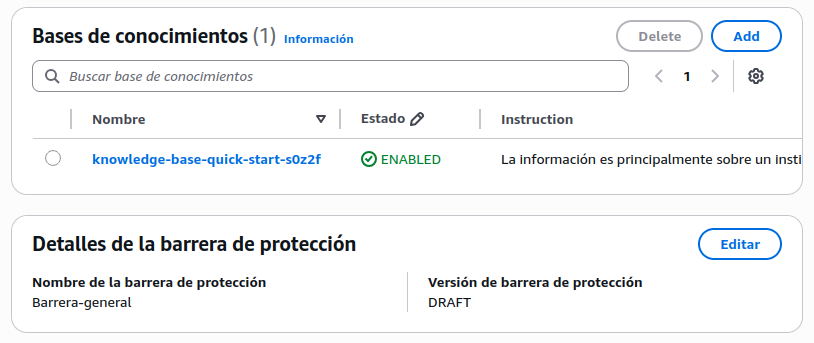 Bases de conocimientos (1) Información
Delete
Add
Buscar base de conocimientos
1
Nombre
Estado
Instruction
knowledge-base-quick-start-s0z2f
ENABLED
La información es principalmente sobre un insti
Detalles de la barrera de protección
Editar
Nombre de la barrera de protección
Barrera-general
Versión de barrera de protección
DRAFT